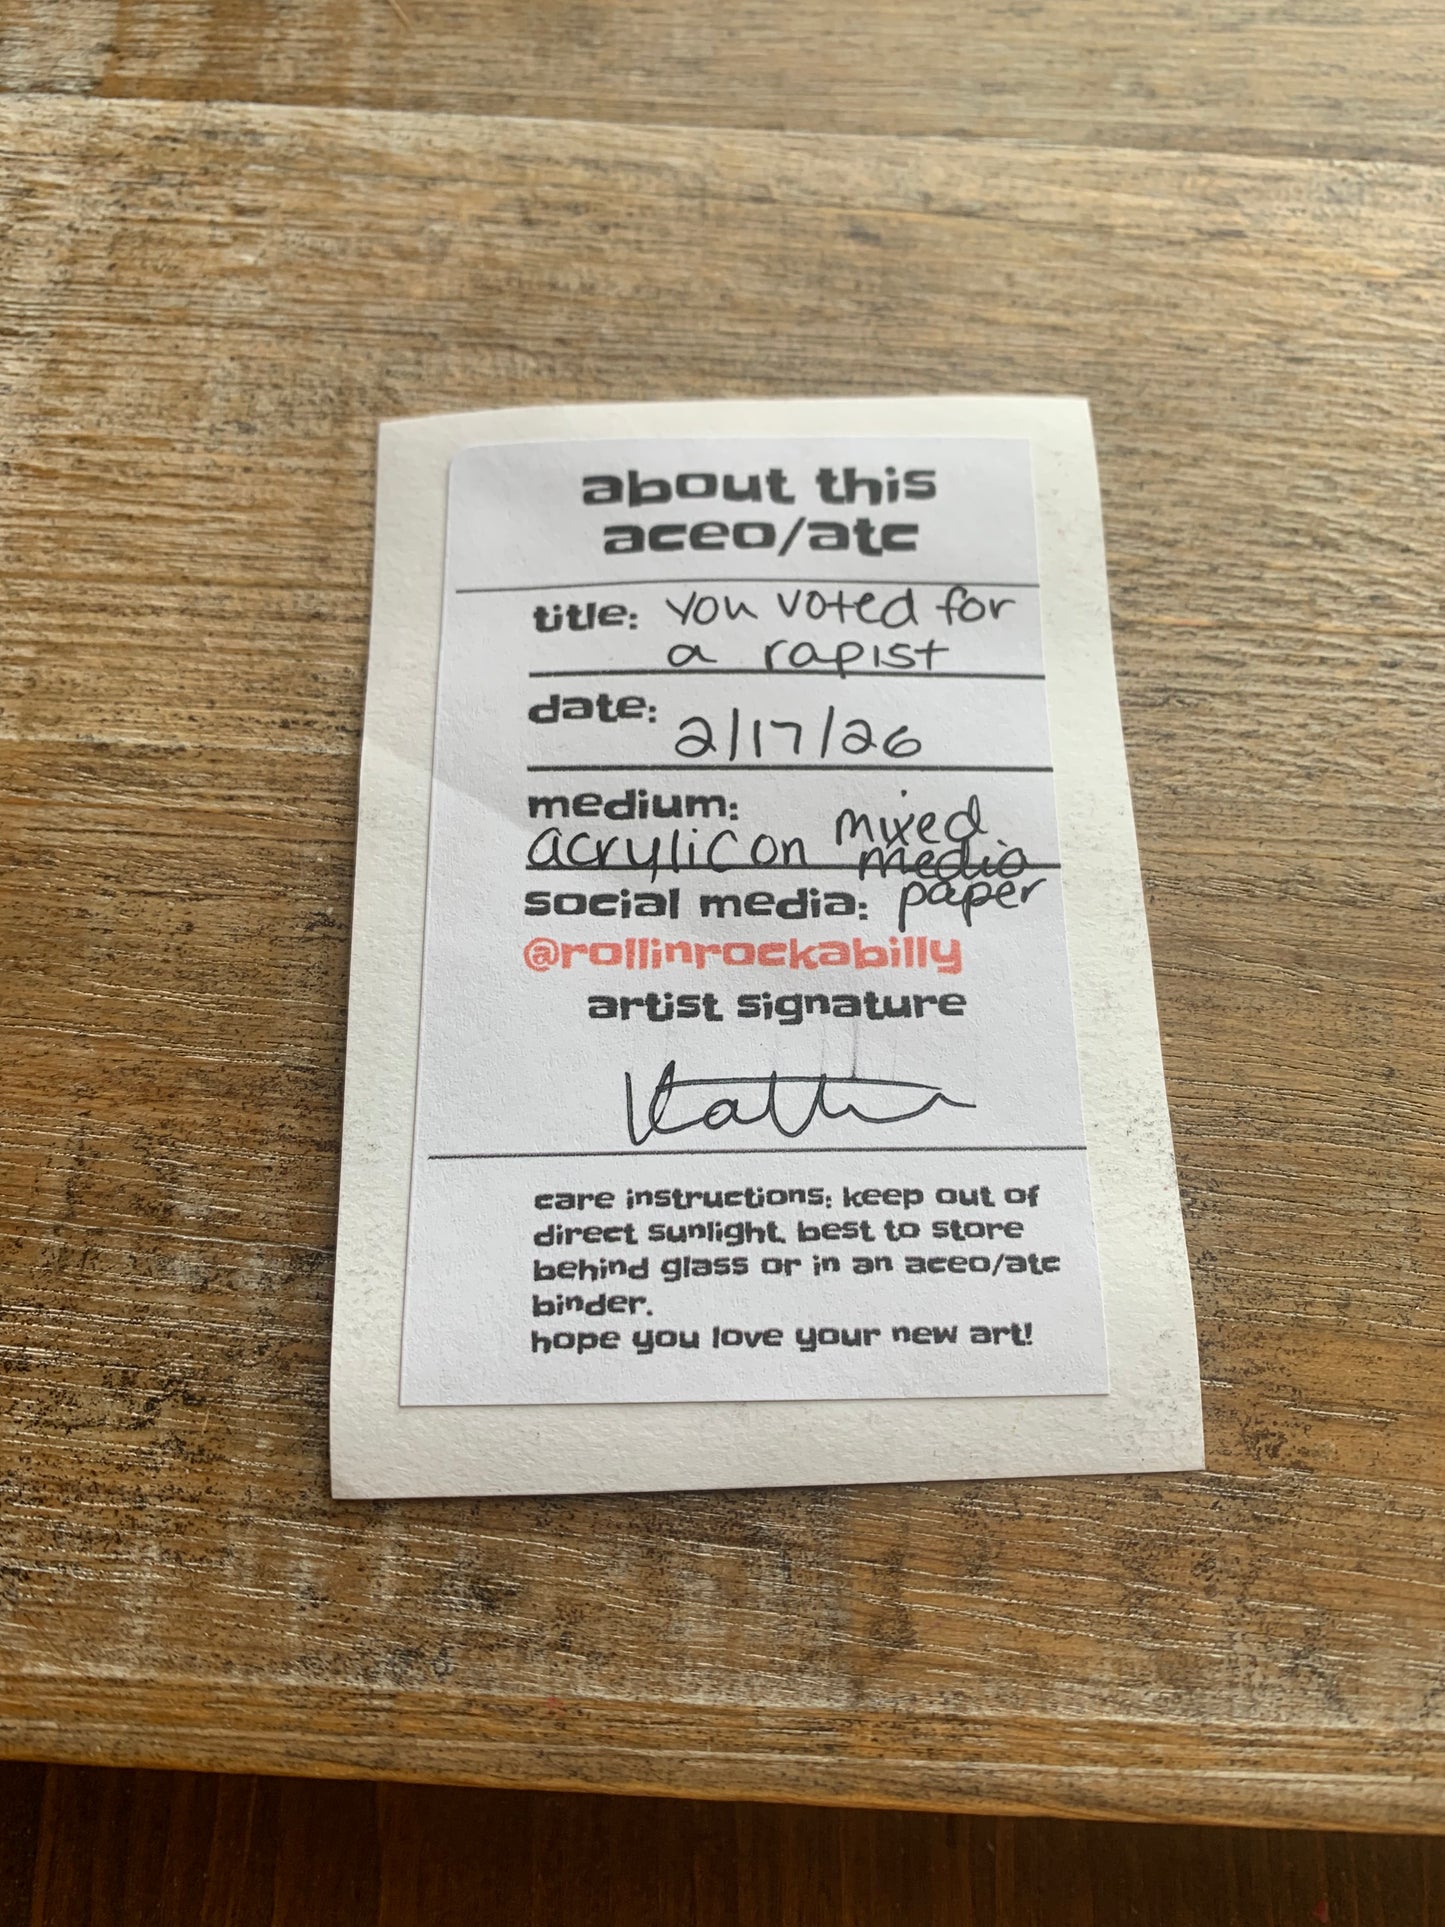 about this
aceo/atc
title: You voted for
a rapist
date: 2/17/26
medium:
acrylic on mixed
media
paper
social media:
@rollinrockabilly
artist signature
care instructions: keep out of
direct sunlight. best to store
behind glass or in an aceo/atc
binder.
hope you love your new art!